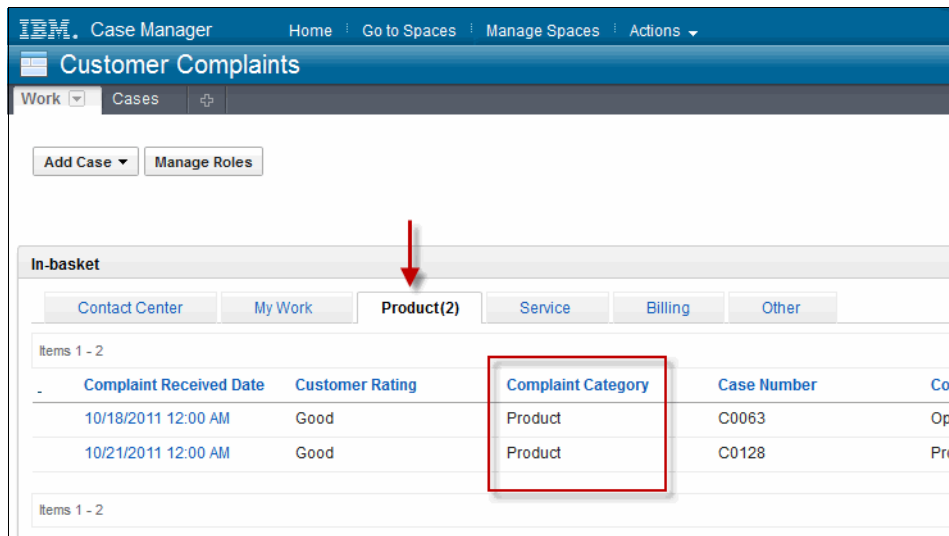 IBM. Case Manager Home Go to Spaces Manage Spaces Actions
Customer Complaints
Work Cases
Add Case Manage Roles
In-basket
Contact Center My Work Product(2) Service Billing Other
Items 1 - 2
Complaint Received Date Customer Rating Complaint Category Case Number Co
10/18/2011 12:00 AM Good Product C0063 Op
10/21/2011 12:00 AM Good Product C0128 Pr
Items 1 - 2